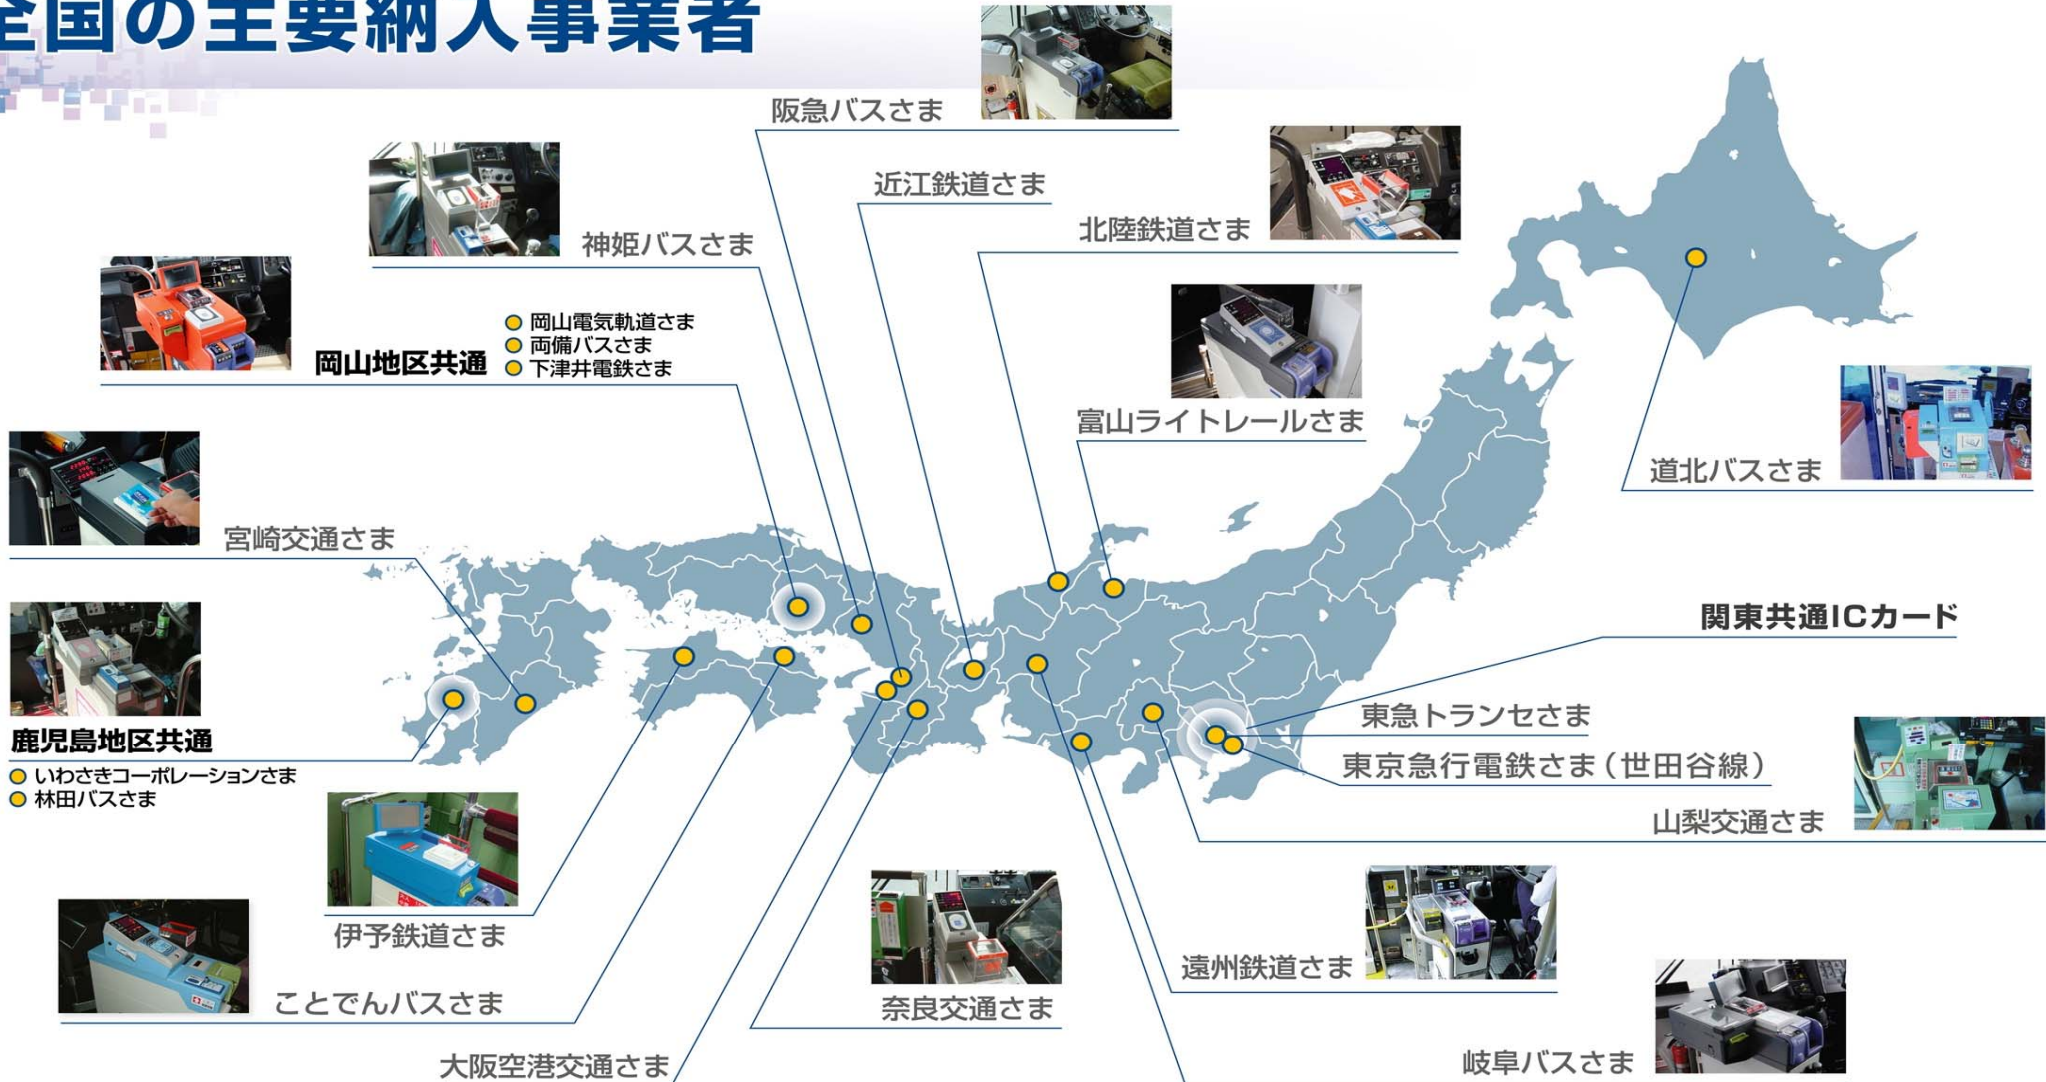 全国の主要納入事業者
阪急バスさま
近江鉄道さま
北陸鉄道さま
神姫バスさま
岡山地区共通
岡山電気軌道さま
両備バスさま
下津井電鉄さま
富山ライトレールさま
道北バスさま
宮崎交通さま
関東共通ICカード
東急トランセさま
東京急行電鉄さま（世田谷線）
鹿児島地区共通
いわさきコーポレーションさま
林田バスさま
山梨交通さま
伊予鉄道さま
遠州鉄道さま
ことでんバスさま
奈良交通さま
大阪空港交通さま
岐阜バスさま